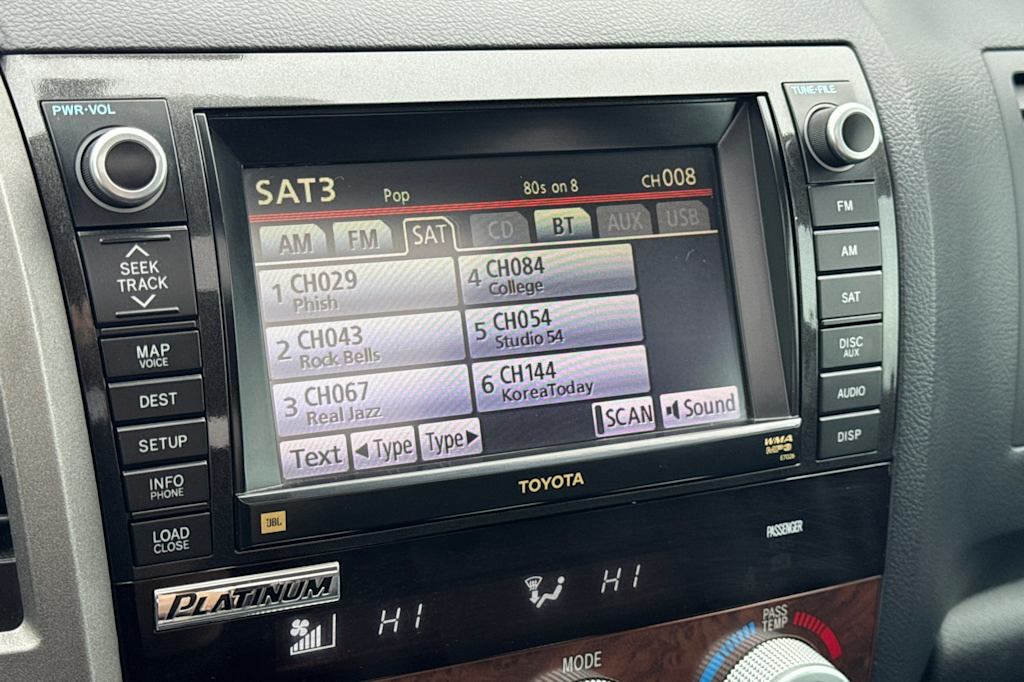 PWR·VOL
TUNE·FILE
SEEK
TRACK
MAP
VOICE
DEST
SETUP
INFO
PHONE
LOAD
CLOSE
SAT3
Pop
80s on 8
CH008
AM
FM
SAT
CD
BT
AUX
USB
1 CH029
Phish
2 CH043
Rock Bells
3 CH067
Real Jazz
4 CH084
College
5 CH054
Studio 54
6 CH144
KoreaToday
Text
◀Type
Type▶
SCAN
Sound
FM
AM
SAT
DISC
AUX
AUDIO
DISP
JBL
TOYOTA
WMA
MP3
E7026
PLATINUM
PASSENGER
HI
HI
MODE
PASS
TEMP